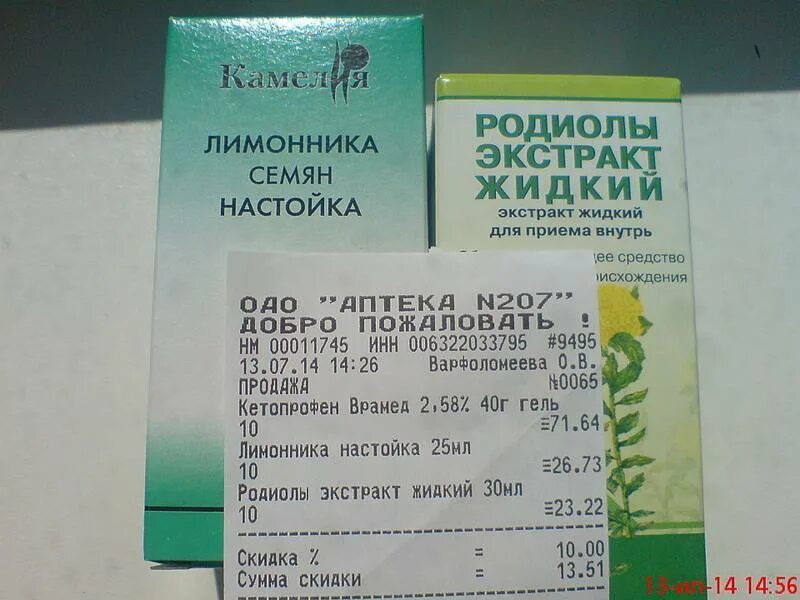 Камелия
ЛИМОННИКА
СЕМЯН
НАСТОЙКА
РОДИОЛЫ
ЭКСТРАКТ
ЖИДКИЙ
экстракт жидкий
для приема внутрь
щее средство
оисхождения
ОАО "АПТЕКА N207"
ДОБРО ПОЖАЛОВАТЬ !
НМ 00011745 ИНН 006322033795 #9495
13.07.14 14:26 Варфоломеева О.В.
ПРОДАЖА №0065
Кетопрофен Врамед 2,58% 40г гель
10 ≡71.64
Лимонника настойка 25мл
10 ≡26.73
Родиолы экстракт жидкий 30мл
10 ≡23.22
Скидка % = 10.00
Сумма скидки = 13.51
13-ил-14 14:56